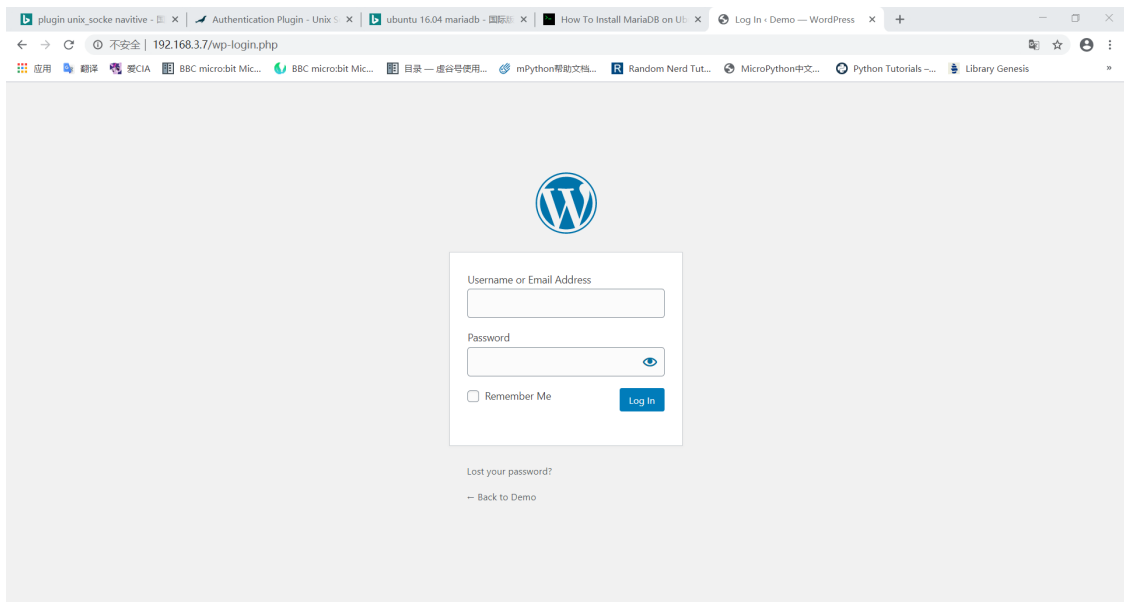 plugin unix_socke navitive - 国
Authentication Plugin - Unix S
ubuntu 16.04 mariadb - 国际版
How To Install MariaDB on Ub
Log In ‹ Demo — WordPress
不安全 | 192.168.3.7/wp-login.php
应用 翻译 爱CIA BBC micro:bit Mic... BBC micro:bit Mic... 目录 — 虚谷号使用... mPython帮助文档... Random Nerd Tut... MicroPython中文... Python Tutorials –... Library Genesis »
Username or Email Address
Password
Remember Me
Log In
Lost your password?
← Back to Demo